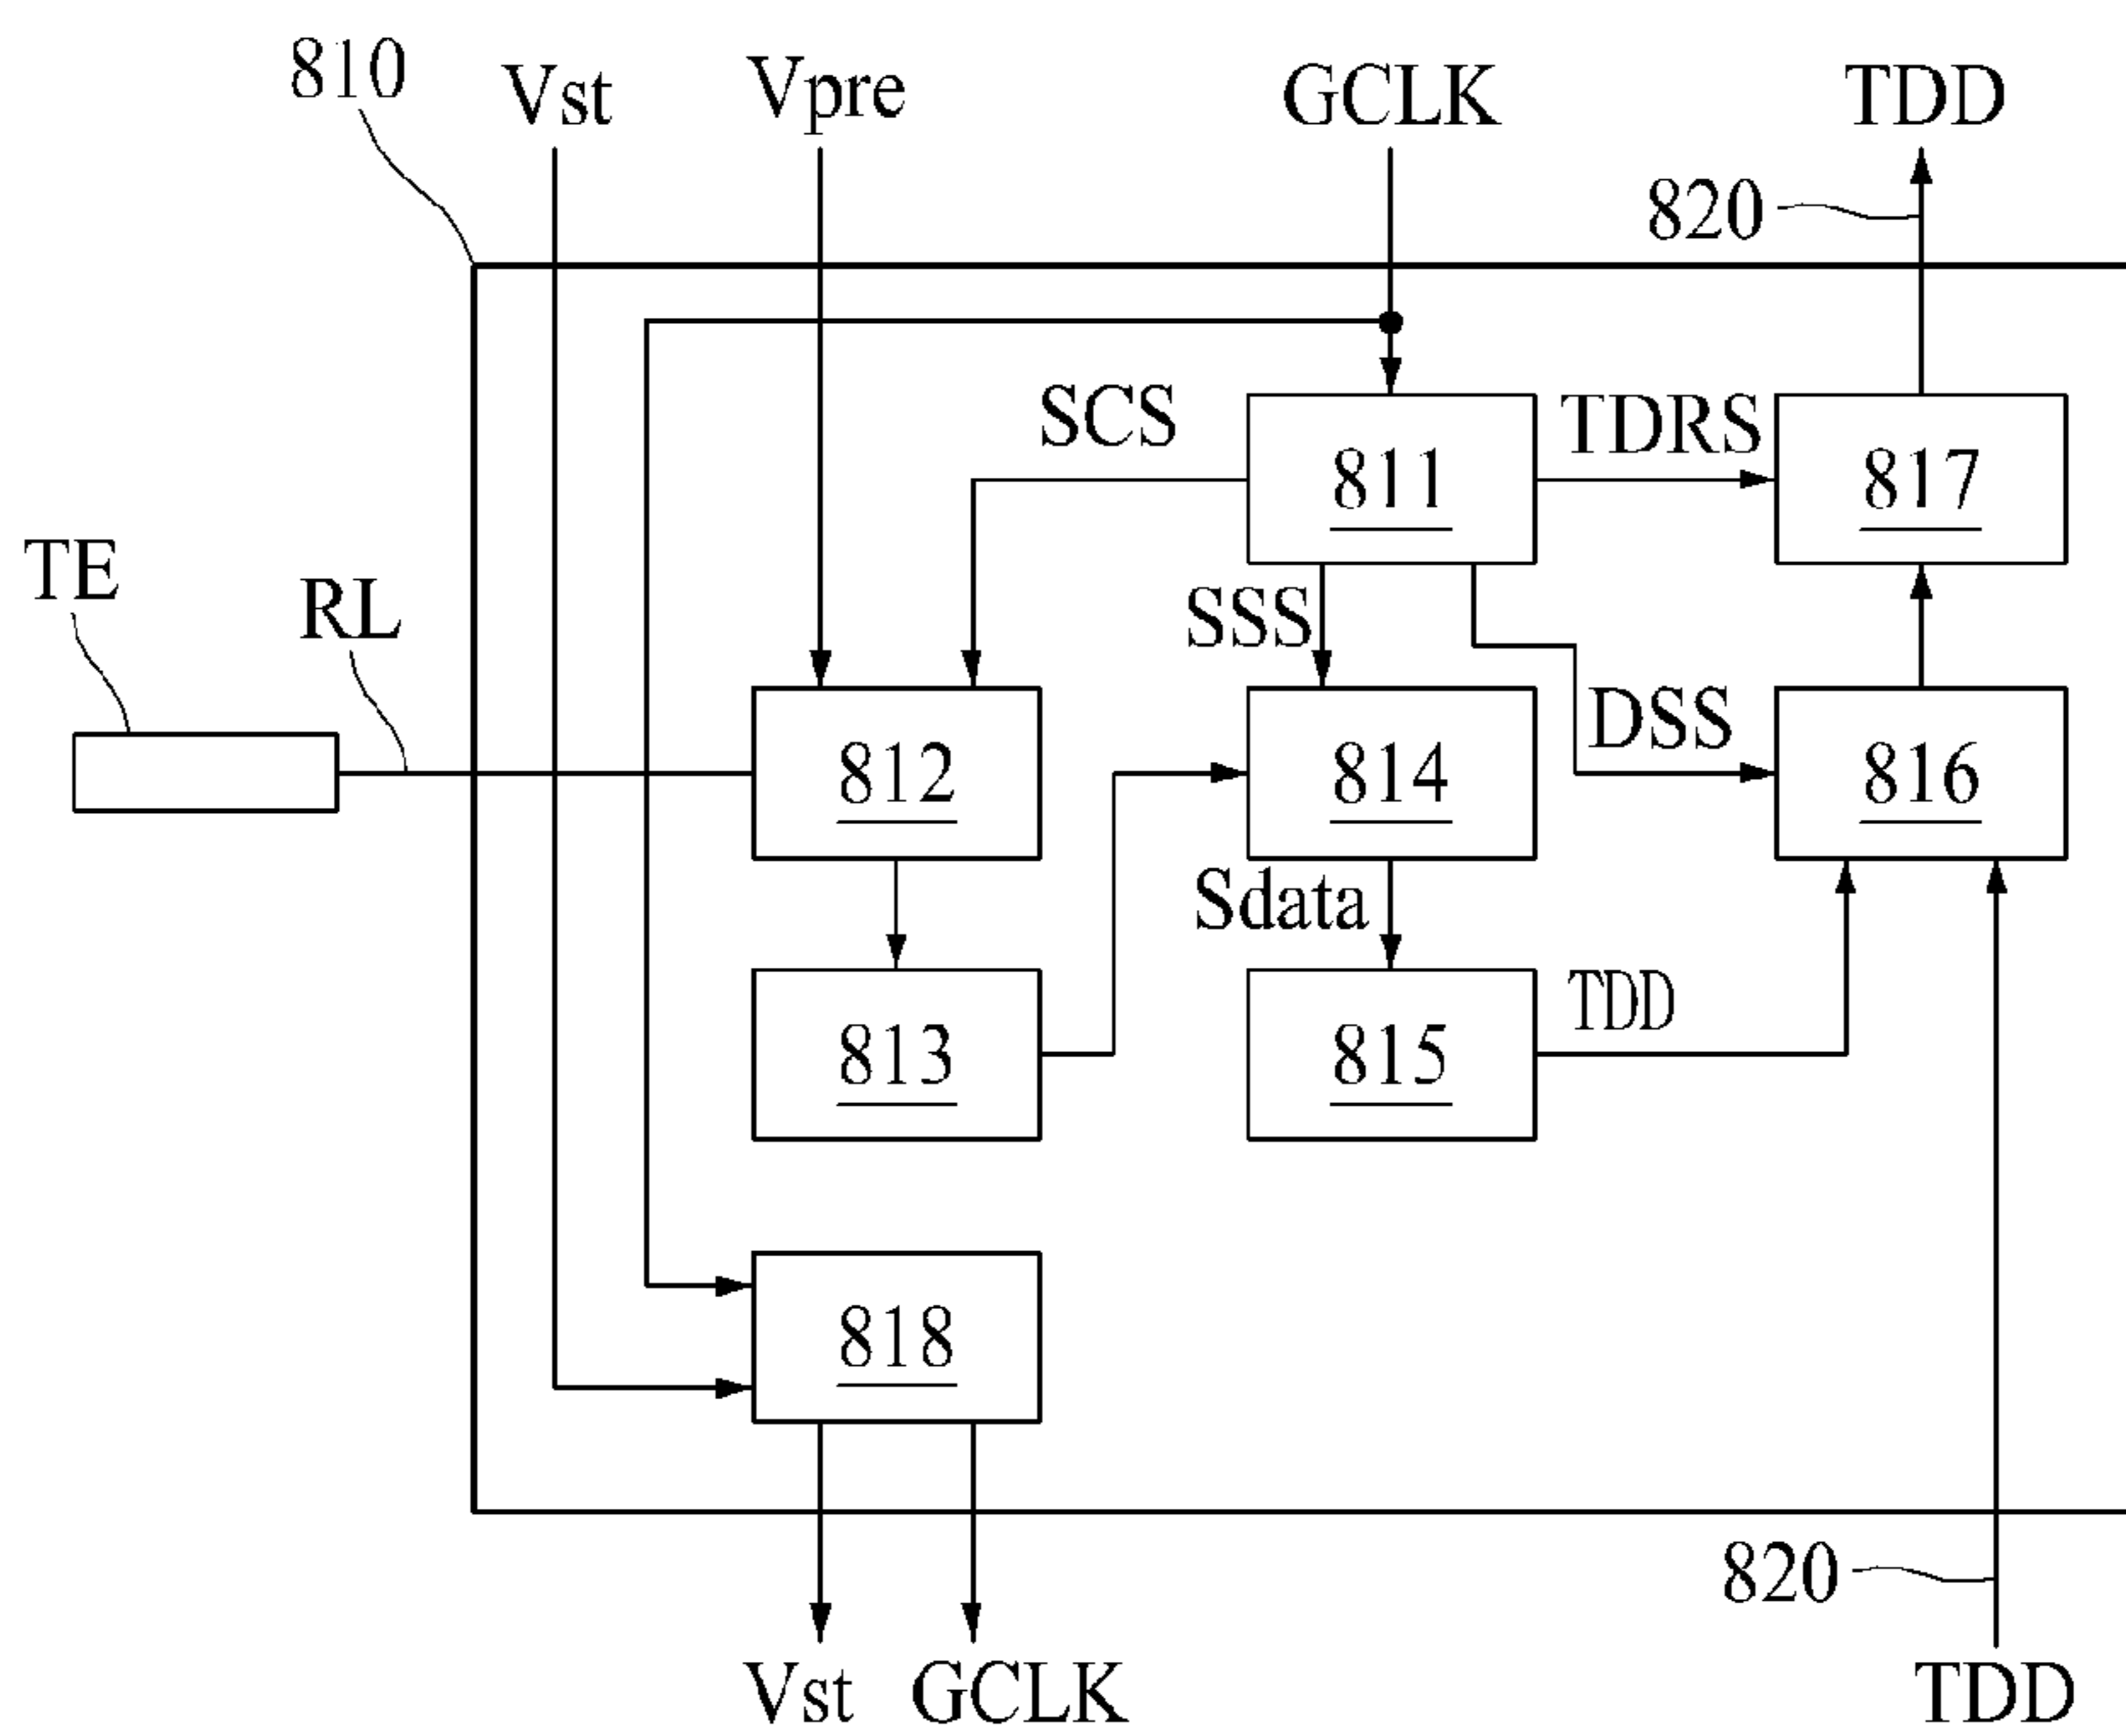 810
Vst
Vpre
GCLK
TDD
820
SCS
811
TDRS
817
TE
RL
SSS
812
814
DSS
816
Sdata
813
815
TDD
818
820
Vst
GCLK
TDD